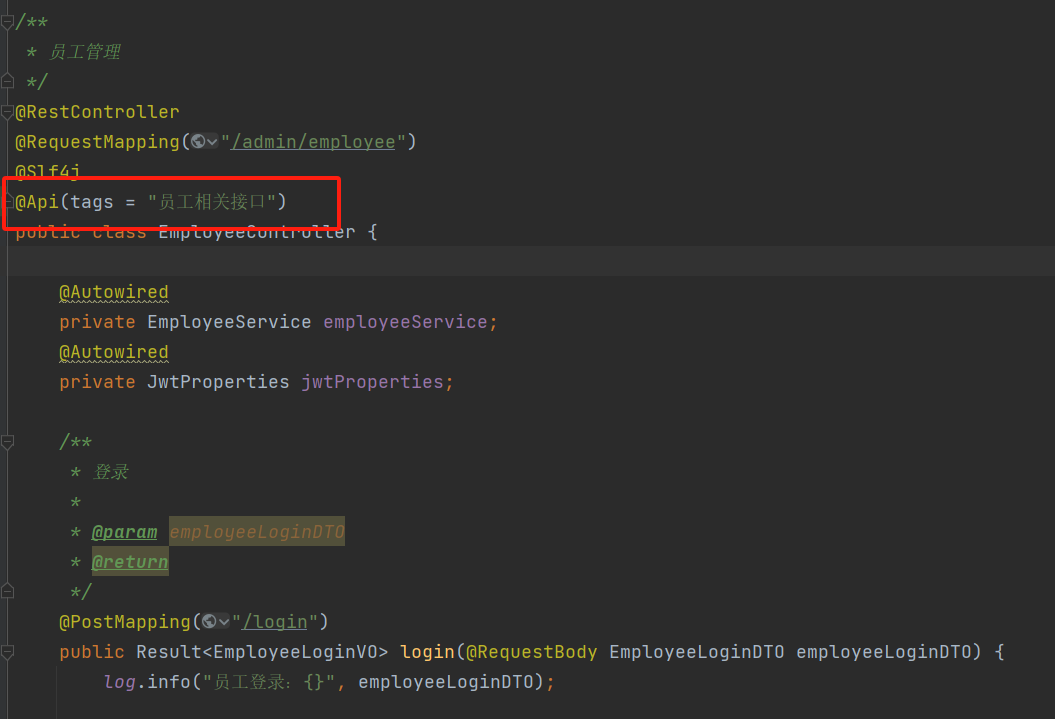 /**
 * 员工管理
 */
@RestController
@RequestMapping("/admin/employee")
@Slf4j
@Api(tags = "员工相关接口")
public class EmployeeController {
@Autowired
private EmployeeService employeeService;
@Autowired
private JwtProperties jwtProperties;
/**
 * 登录
 *
 * @param employeeLoginDTO
 * @return
 */
@PostMapping("/login")
public Result<EmployeeLoginVO> login(@RequestBody EmployeeLoginDTO employeeLoginDTO) {
log.info("员工登录：{}", employeeLoginDTO);